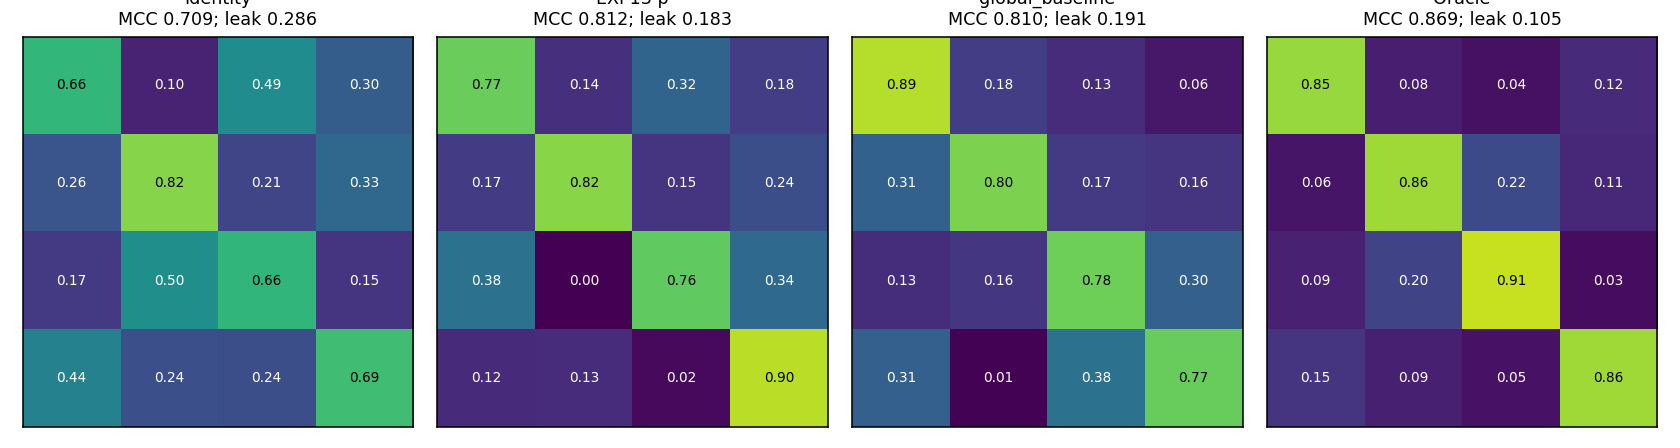 identity
MCC 0.709; leak 0.286
0.66 0.10 0.49 0.30
0.26 0.82 0.21 0.33
0.17 0.50 0.66 0.15
0.44 0.24 0.24 0.69
MCC 0.812; leak 0.183
0.77 0.14 0.32 0.18
0.17 0.82 0.15 0.24
0.38 0.00 0.76 0.34
0.12 0.13 0.02 0.90
global_baseline
MCC 0.810; leak 0.191
0.89 0.18 0.13 0.06
0.31 0.80 0.17 0.16
0.13 0.16 0.78 0.30
0.31 0.01 0.38 0.77
Oracle
MCC 0.869; leak 0.105
0.85 0.08 0.04 0.12
0.06 0.86 0.22 0.11
0.09 0.20 0.91 0.03
0.15 0.09 0.05 0.86